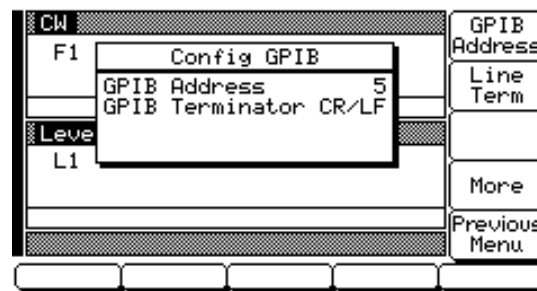 CW
F1
Config GPIB
GPIB Address 5
GPIB Terminator CR/LF
Leve
L1
GPIB
Address
Line
Term
More
Previous
Menu